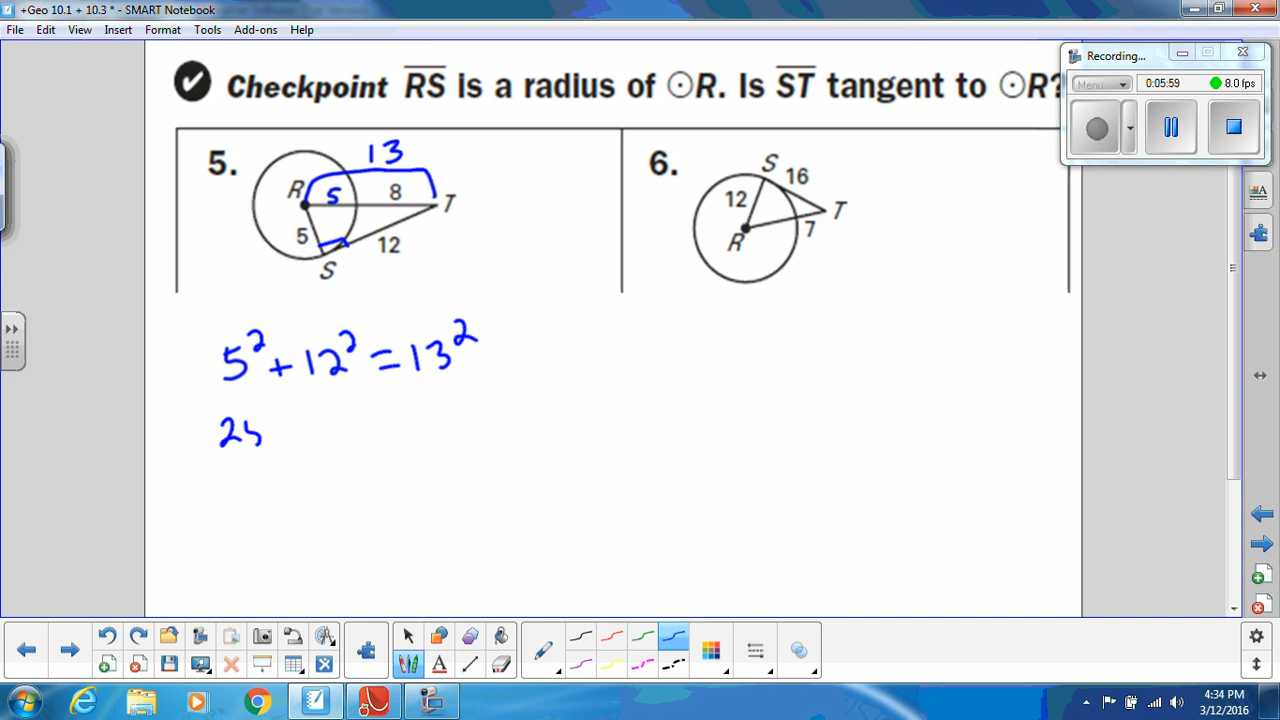 +Geo 10.1 + 10.3 * - SMART Notebook
File Edit View Insert Format Tools Add-ons Help
Recording...
Menu 0:05:59 8.0 fps
Checkpoint RS is a radius of ⊙R. Is ST tangent to ⊙R?
5.
13
R 5 8 T
5 12
S
6.
S 16
12 T
R 7
5² + 12² = 13²
25
A
4:34 PM
3/12/2016